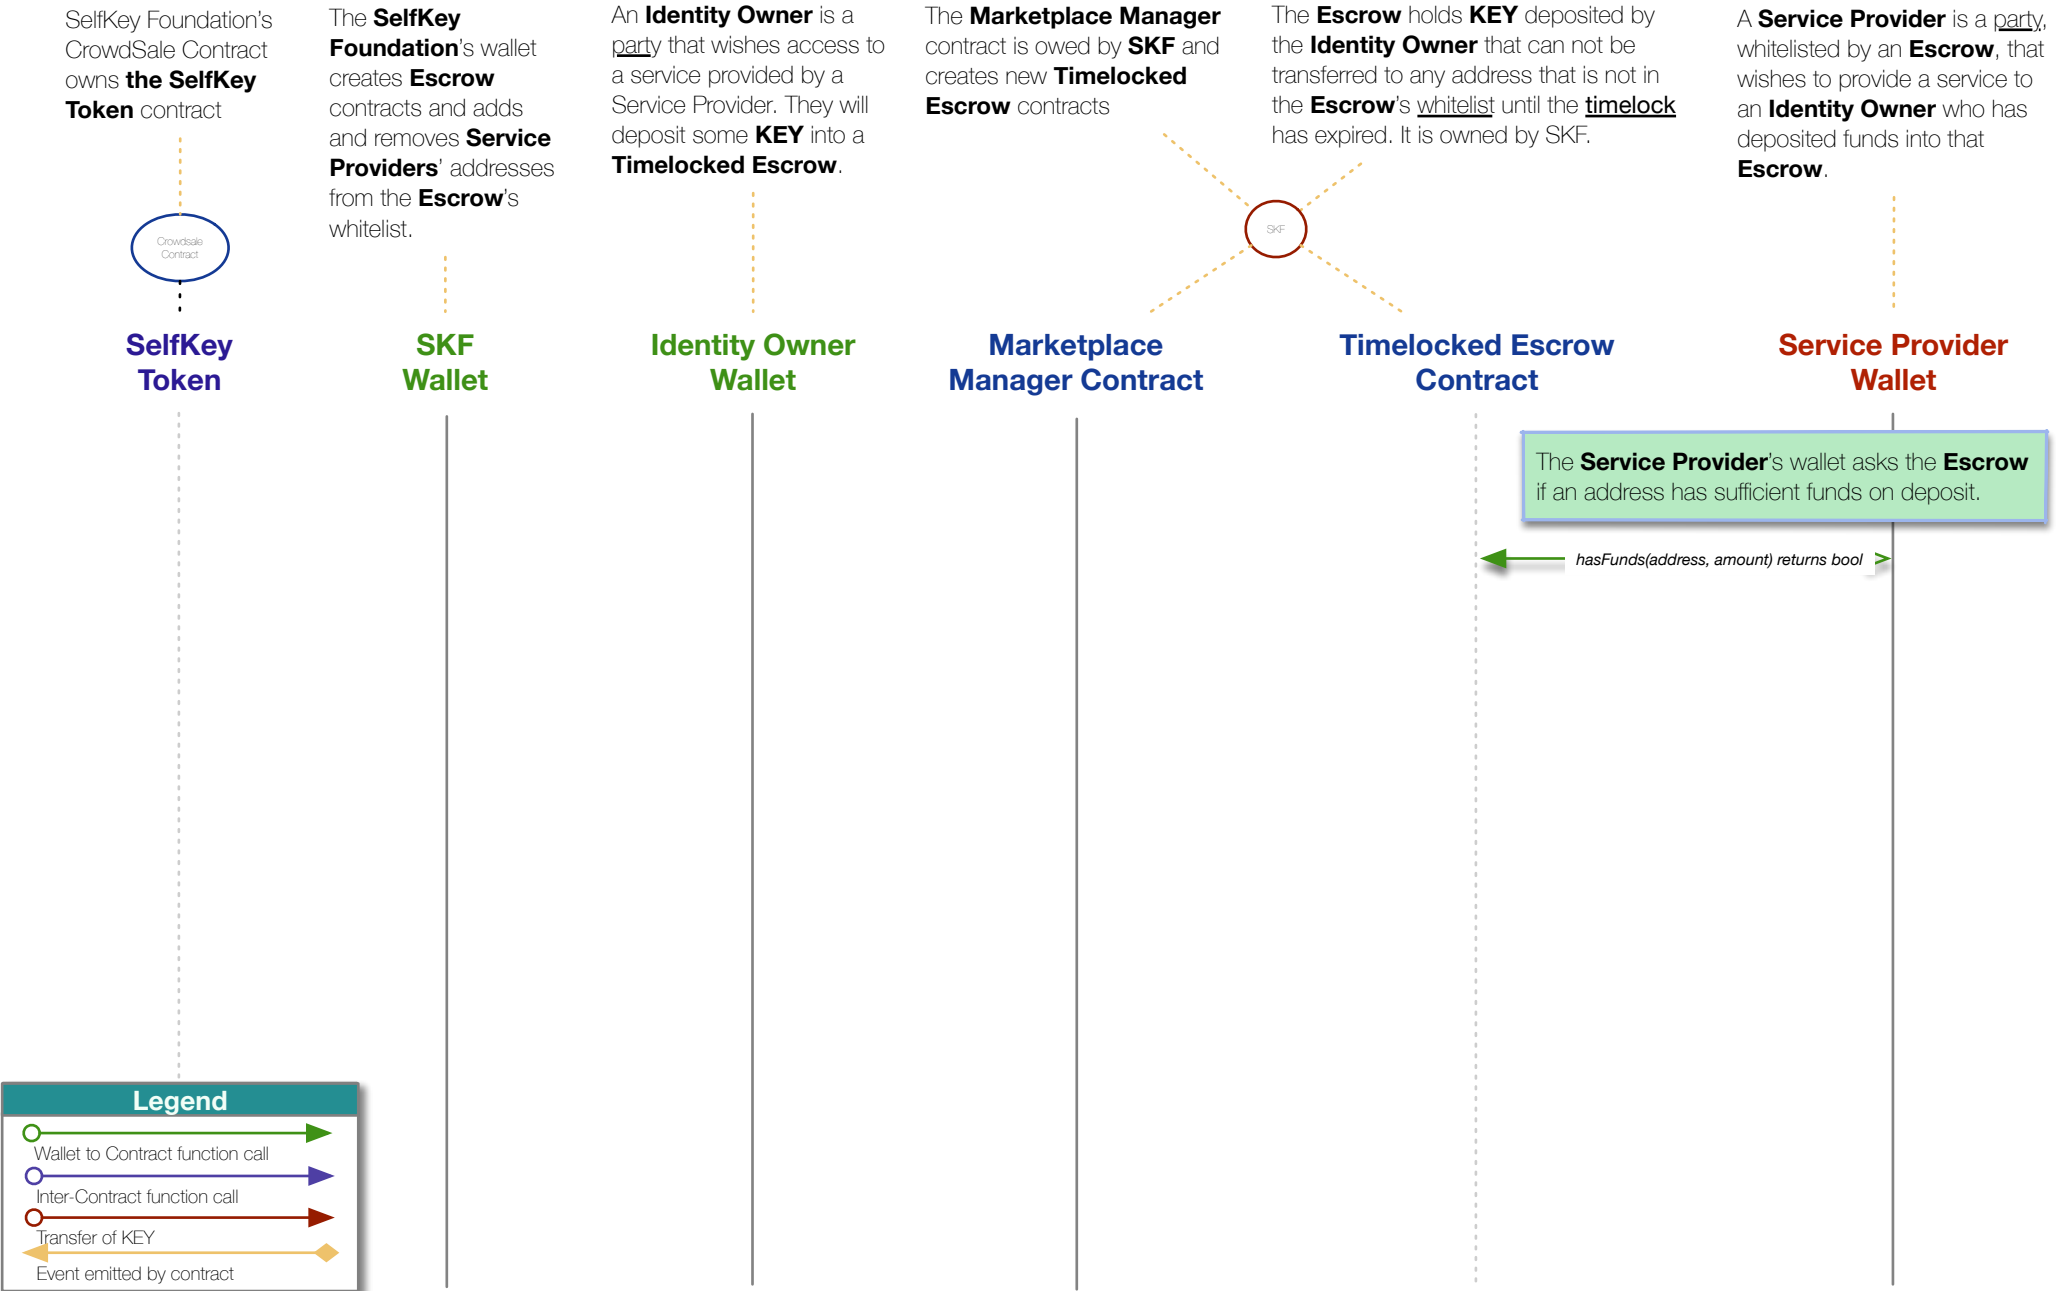 SelfKey Foundation's
CrowdSale Contract
owns the SelfKey
Token contract
The SelfKey
Foundation's wallet
creates Escrow
contracts and adds
and removes Service
Providers' addresses
from the Escrow's
whitelist.
An Identity Owner is a
party that wishes access to
a service provided by a
Service Provider. They will
deposit some KEY into a
Timelocked Escrow.
The Marketplace Manager
contract is owed by SKF and
creates new Timelocked
Escrow contracts
The Escrow holds KEY deposited by
the Identity Owner that can not be
transferred to any address that is not in
the Escrow's whitelist until the timelock
has expired. It is owned by SKF.
A Service Provider is a party,
whitelisted by an Escrow, that
wishes to provide a service to
an Identity Owner who has
deposited funds into that
Escrow.
Crowdsale
Contract
SKF
SelfKey
Token
SKF
Wallet
Identity Owner
Wallet
Marketplace
Manager Contract
Timelocked Escrow
Contract
Service Provider
Wallet
The Service Provider's wallet asks the Escrow
if an address has sufficient funds on deposit.
hasFunds(address, amount) returns bool
Legend
Wallet to Contract function call
Inter-Contract function call
Transfer of KEY
Event emitted by contract